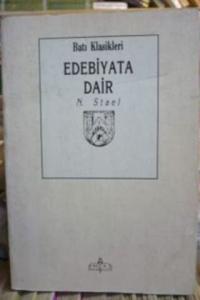 Batı Klasikleri
EDEBİYATA
DAİR
N. Stael